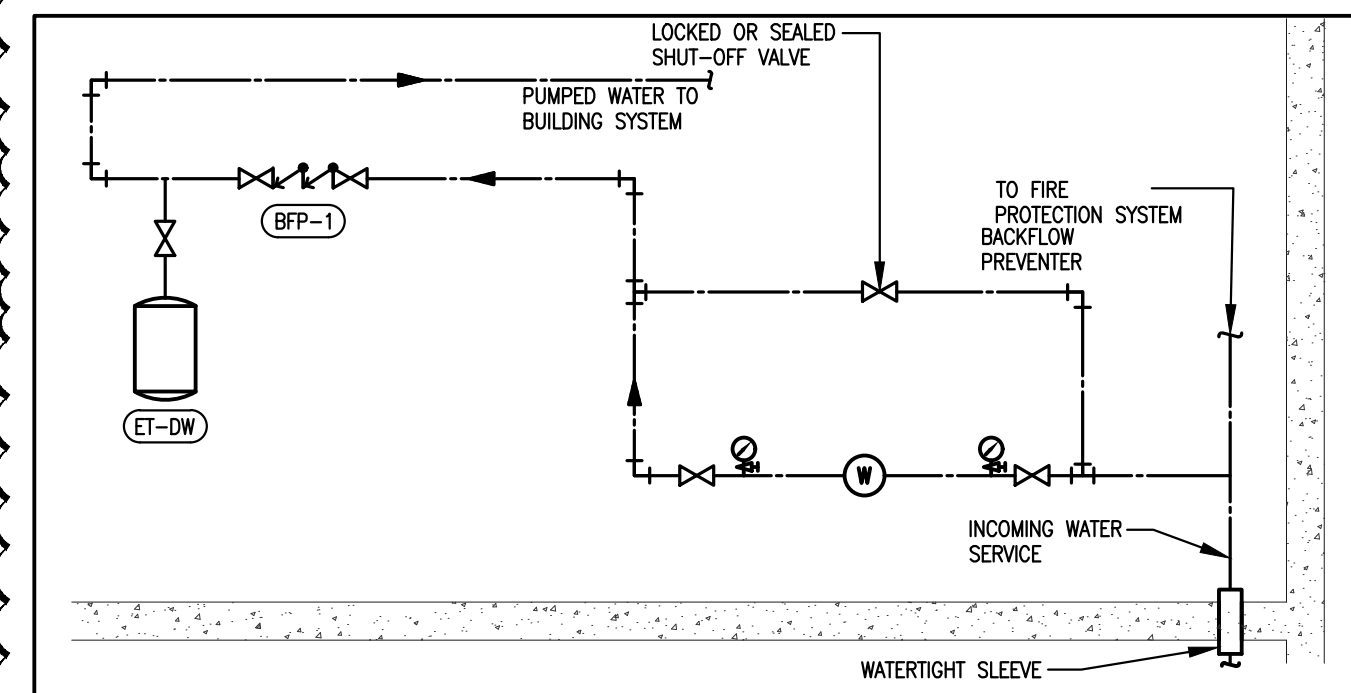 LOCKED OR SEALED
SHUT-OFF VALVE
PUMPED WATER TO
BUILDING SYSTEM
BFP-1
TO FIRE
PROTECTION SYSTEM
BACKFLOW
PREVENTER
ET-DW
W
INCOMING WATER
SERVICE
WATERTIGHT SLEEVE